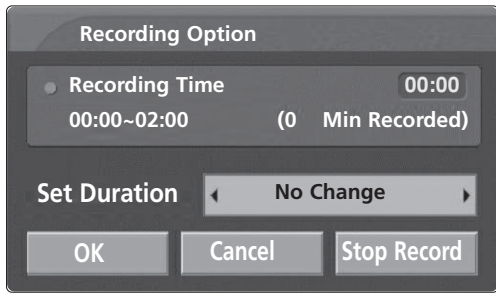 Recording Option
Recording Time 00:00
00:00~02:00 (0 Min Recorded)
Set Duration No Change
OK Cancel Stop Record